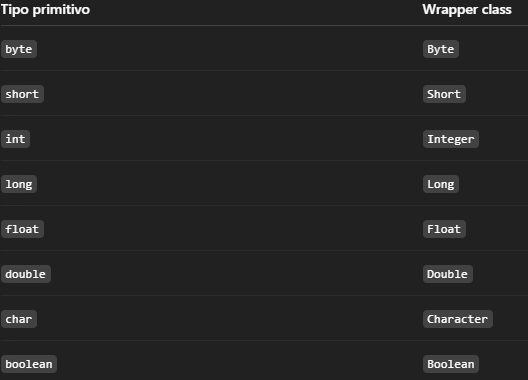 Tipo primitivo Wrapper class
byte Byte
short Short
int Integer
long Long
float Float
double Double
char Character
boolean Boolean